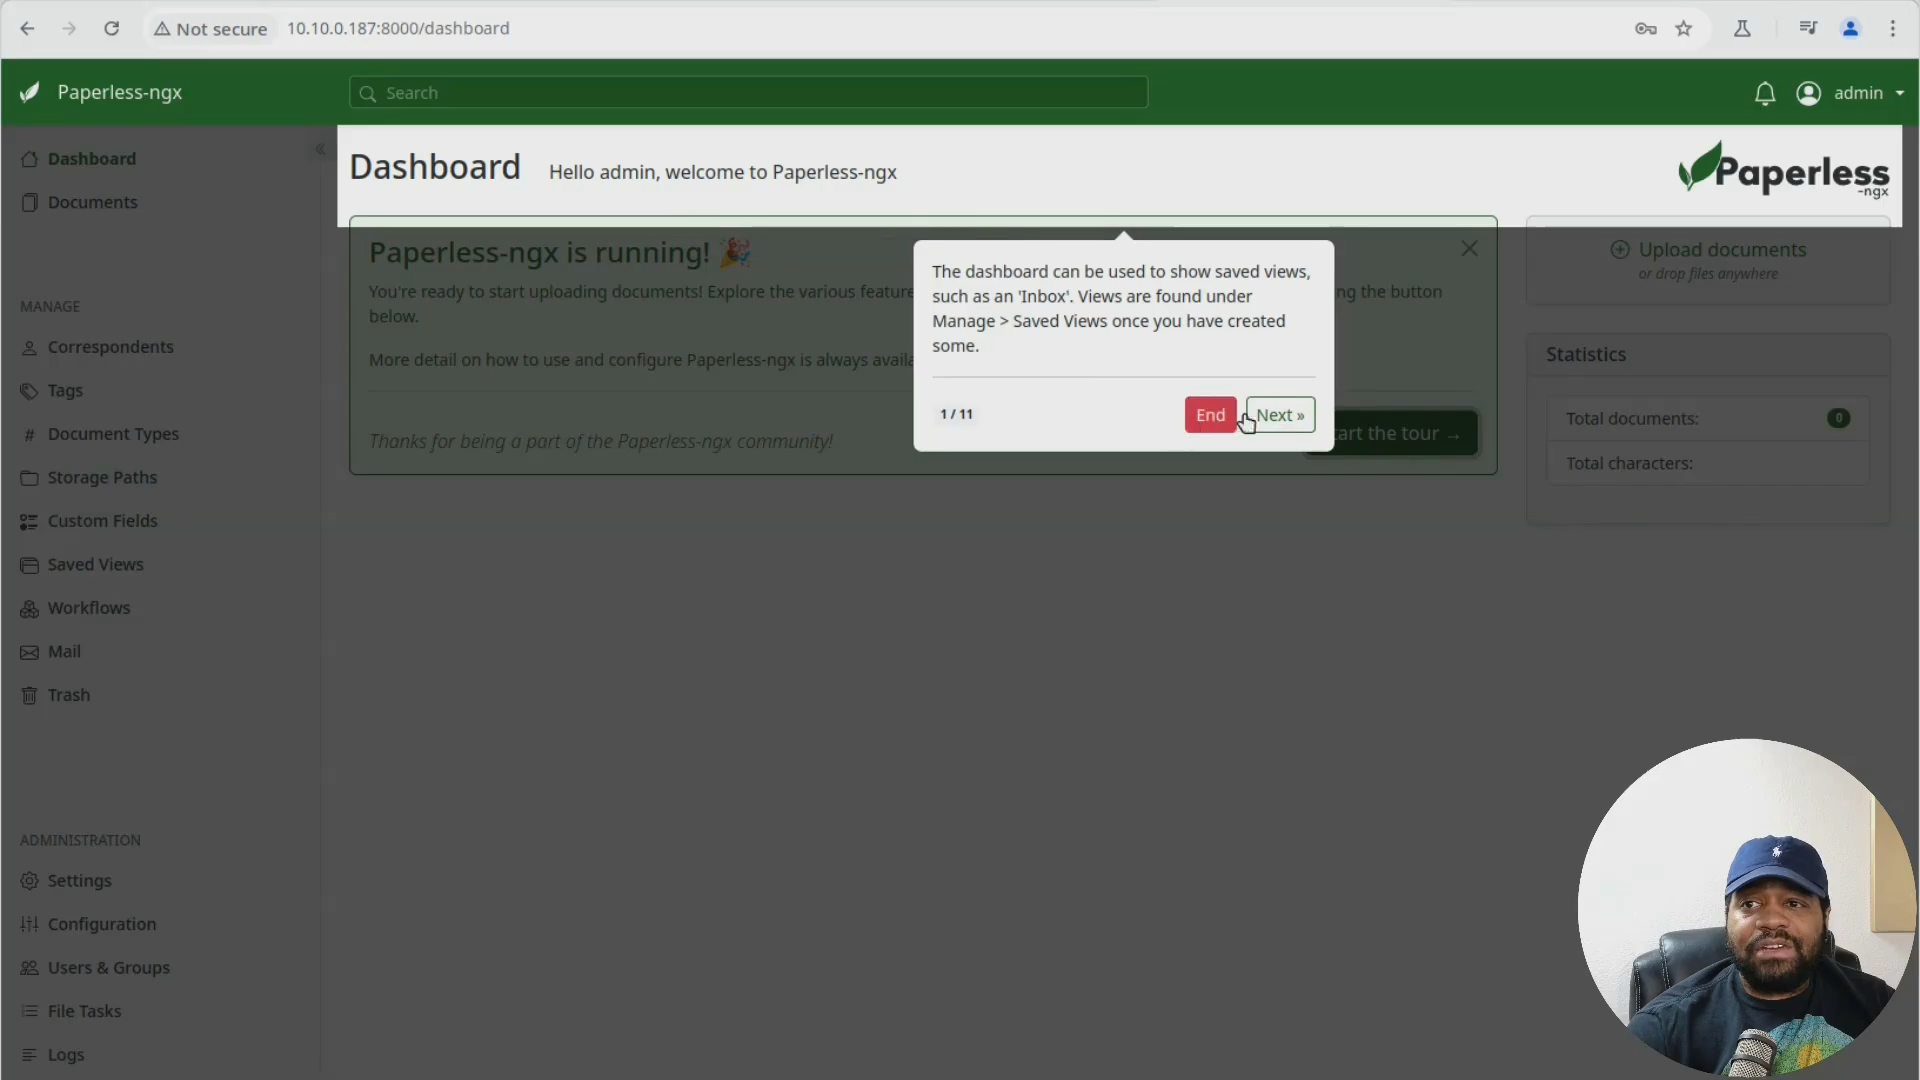 Not secure
10.10.0.187:8000/dashboard
Paperless-ngx
Search
admin
Dashboard
Documents
MANAGE
Correspondents
Tags
Document Types
Storage Paths
Custom Fields
Saved Views
Workflows
Mail
Trash
ADMINISTRATION
Settings
Configuration
Users & Groups
File Tasks
Logs
Dashboard Hello admin, welcome to Paperless-ngx
Paperless
-ngx
Paperless-ngx is running! 🎉
You're ready to start uploading documents! Explore the various feature
ng the button
below.
More detail on how to use and configure Paperless-ngx is always avail
Thanks for being a part of the Paperless-ngx community!
tart the tour →
The dashboard can be used to show saved views,
such as an 'Inbox'. Views are found under
Manage > Saved Views once you have created
some.
1 / 11
End
Next »
Upload documents
or drop files anywhere
Statistics
Total documents: 0
Total characters: